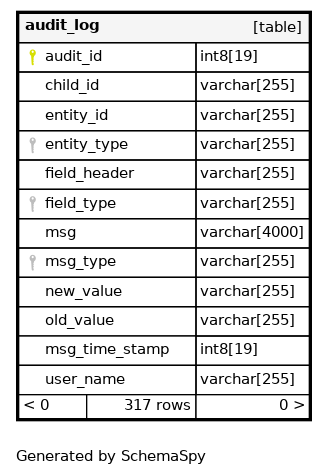 audit_log [table]
audit_id int8[19]
child_id varchar[255]
entity_id varchar[255]
entity_type varchar[255]
field_header varchar[255]
field_type varchar[255]
msg varchar[4000]
msg_type varchar[255]
new_value varchar[255]
old_value varchar[255]
msg_time_stamp int8[19]
user_name varchar[255]
< 0 317 rows 0 >
Generated by SchemaSpy